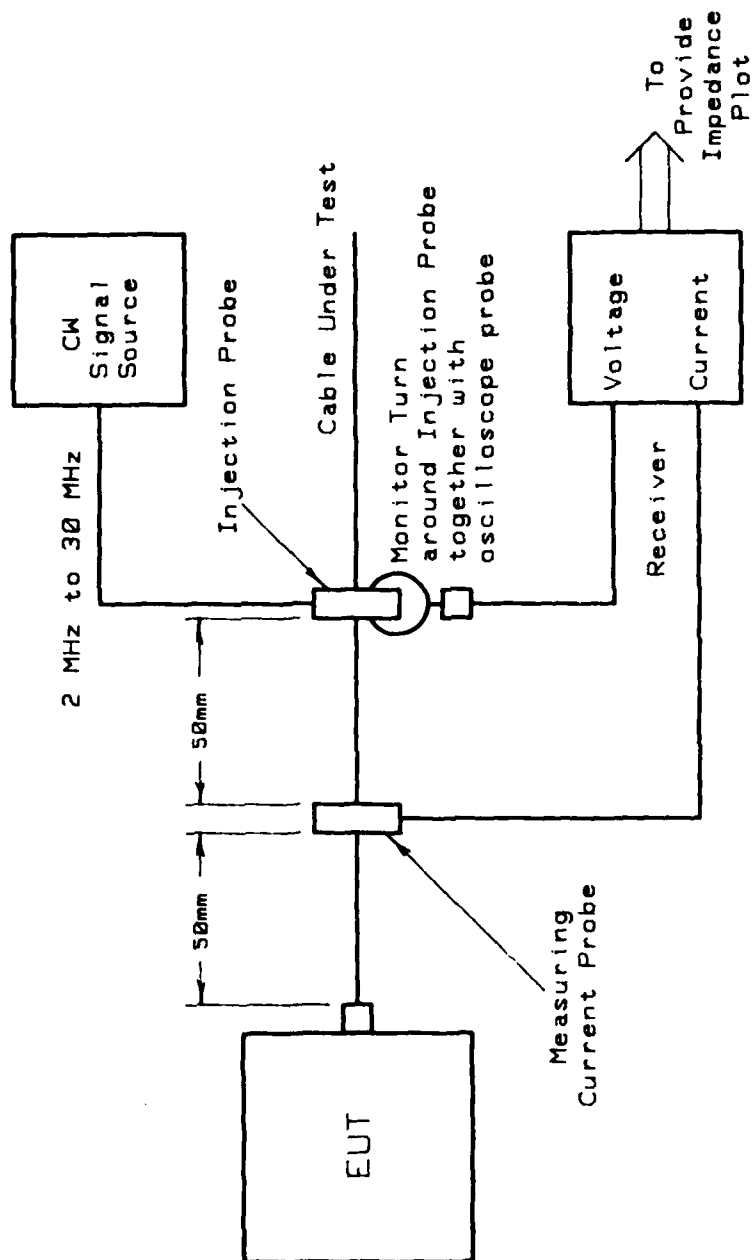 2 MHz to 30 MHz
CW
Signal
Source
50mm
50mm
Injection Probe
Cable Under Test
EUT
Monitor Turn
around Injection Probe
together with
oscilloscope probe
Measuring
Current Probe
Receiver
Voltage
Current
To
Provide
Impedance
Plot